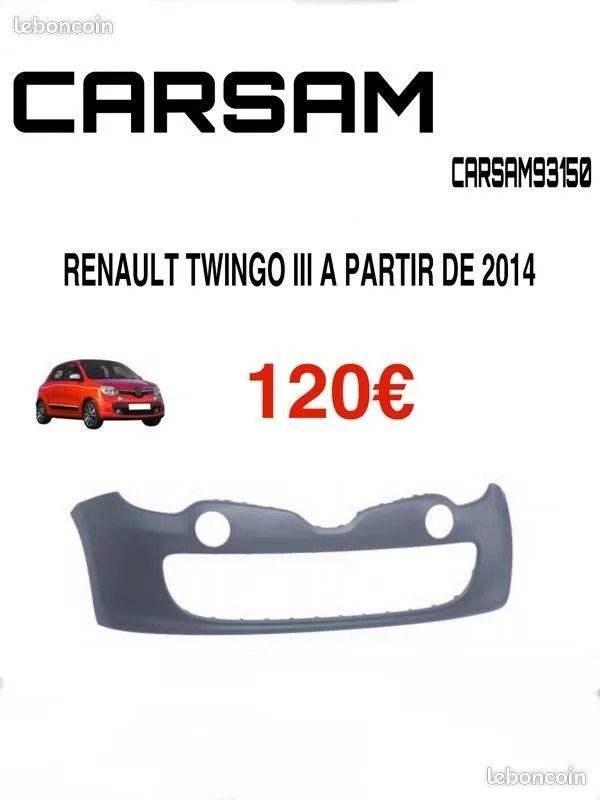 leboncoin
CARSAM
CARSAM93150
RENAULT TWINGO III A PARTIR DE 2014
120€
leboncoin